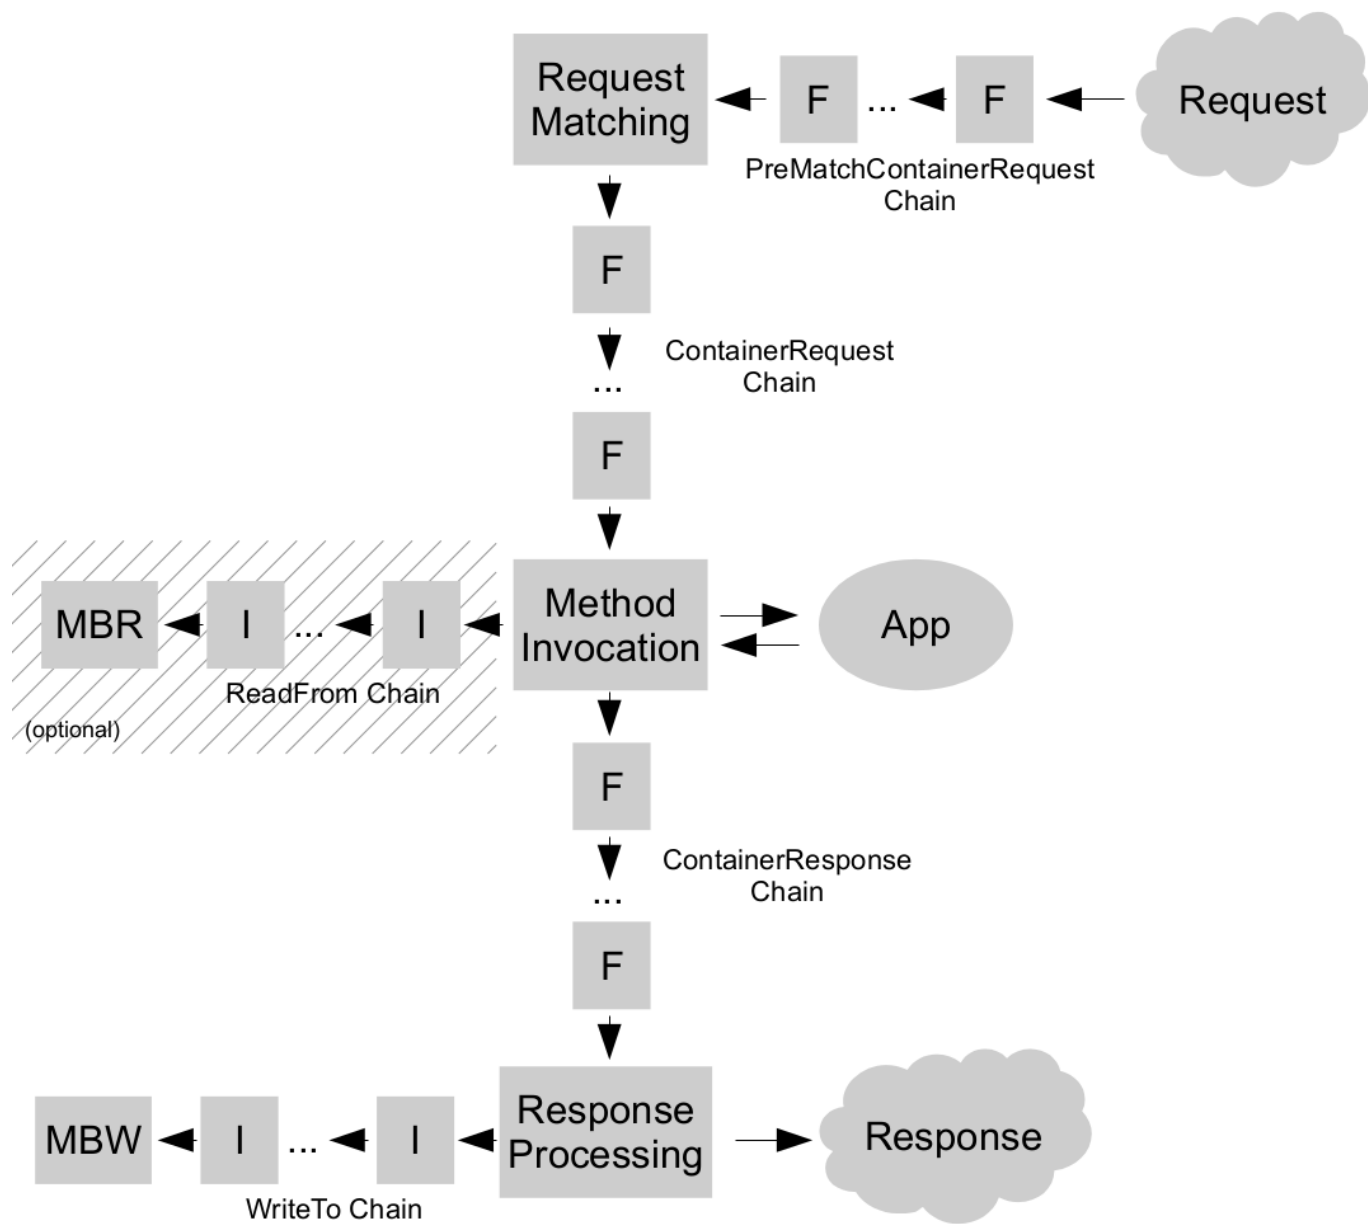 Request
Matching
F
...
F
Request
PreMatchContainerRequest
Chain
F
ContainerRequest
Chain
...
F
MBR
I
...
I
Method
Invocation
App
ReadFrom Chain
(optional)
F
ContainerResponse
Chain
...
F
MBW
I
...
I
Response
Processing
Response
WriteTo Chain